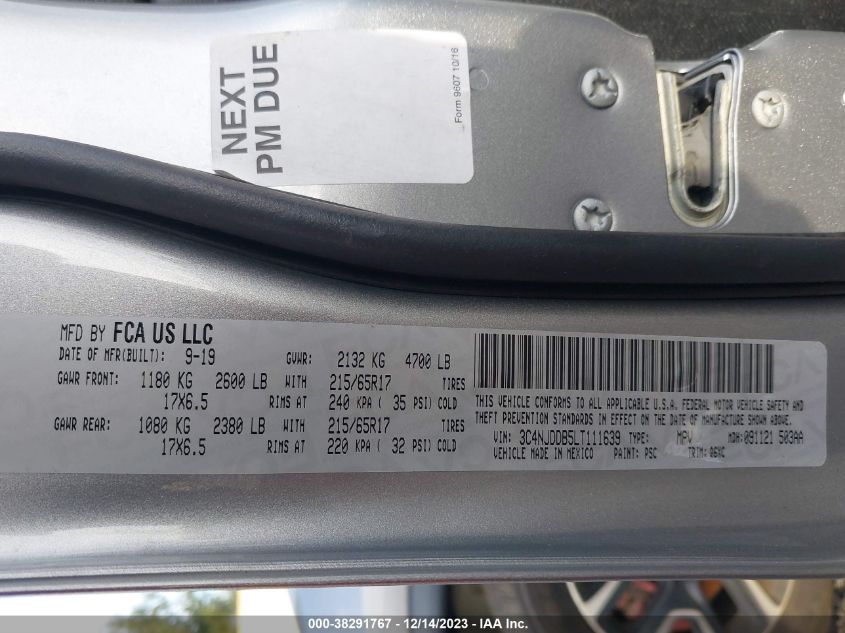 NEXT
PM DUE
Form 9607 10/16
MFD BY FCA US LLC
DATE OF MFR(BUILT): 9-19 GVWR: 2132 KG 4700 LB
GAWR FRONT: 1180 KG 2600 LB WITH 215/65R17 TIRES
17X6.5 RIMS AT 240 KPA ( 35 PSI) COLD
GAWR REAR: 1080 KG 2380 LB WITH 215/65R17 TIRES
17X6.5 RIMS AT 220 KPA ( 32 PSI) COLD
THIS VEHICLE CONFORMS TO ALL APPLICABLE U.S.A. FEDERAL MOTOR VEHICLE SAFETY AND
THEFT PREVENTION STANDARDS IN EFFECT ON THE DATE OF MANUFACTURE SHOWN ABOVE.
VIN: 3C4NJDDB5LT111639 TYPE: MPV MDH: 091121 503AA
VEHICLE MADE IN MEXICO PAINT: PSC TRIM:
000-38291767 - 12/14/2023 - © IAA Inc.